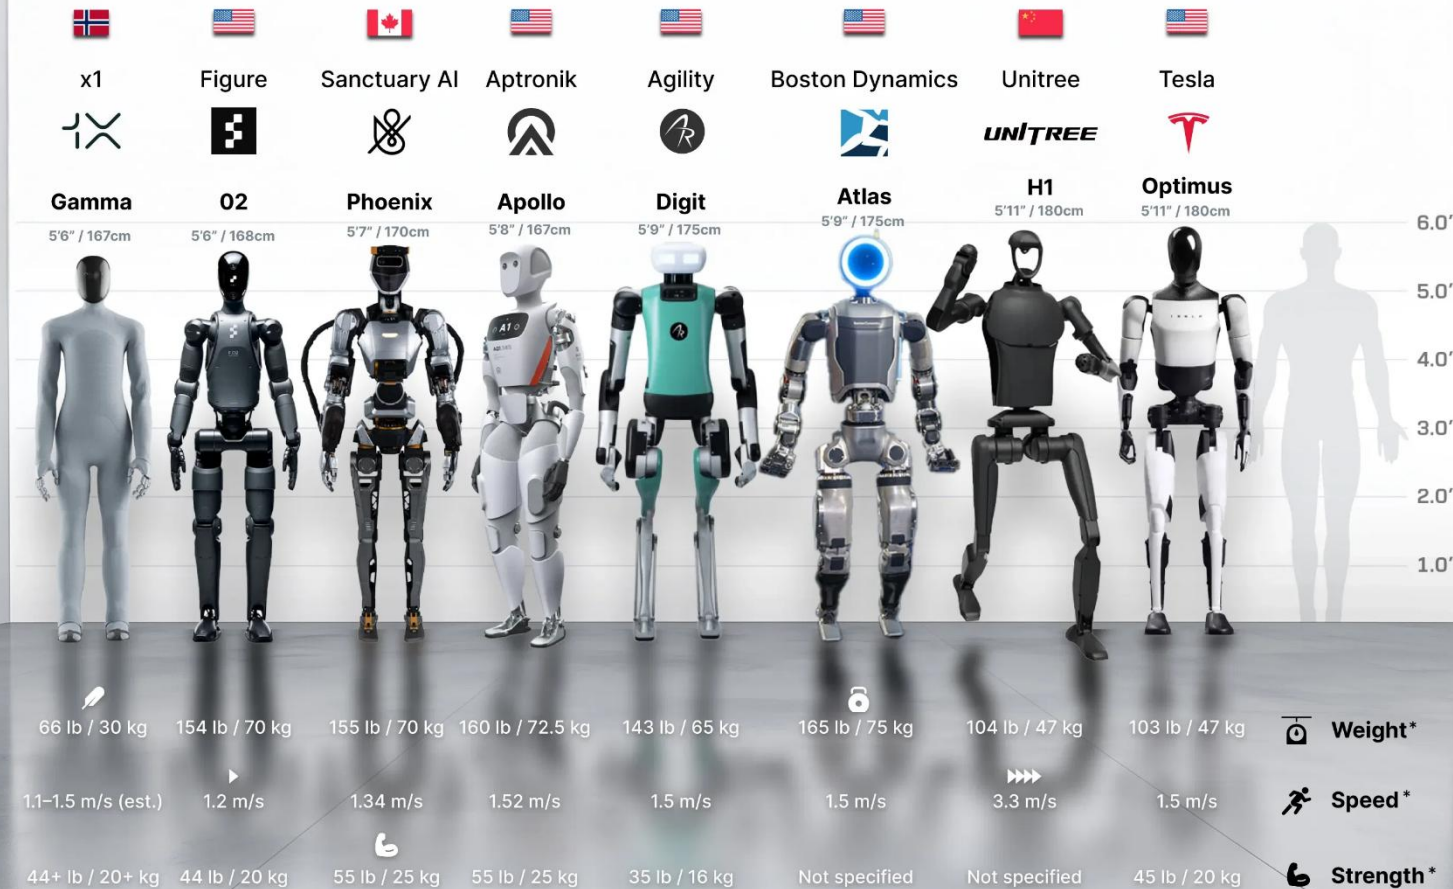 x1 Figure Sanctuary AI Aptronik Agility Boston Dynamics Unitree Tesla
1X AR UNITREE
Gamma 02 Phoenix Apollo Digit Atlas H1 Optimus
5'6" / 167cm 5'6" / 168cm 5'7" / 170cm 5'8" / 167cm 5'9" / 175cm 5'9" / 175cm 5'11" / 180cm 5'11" / 180cm
6.0'
5.0'
A1
AR
TESLA
4.0'
3.0'
2.0'
1.0'
66 lb / 30 kg 154 lb / 70 kg 155 lb / 70 kg 160 lb / 72.5 kg 143 lb / 65 kg 165 lb / 75 kg 104 lb / 47 kg 103 lb / 47 kg Weight*
1.1–1.5 m/s (est.) 1.2 m/s 1.34 m/s 1.52 m/s 1.5 m/s 1.5 m/s 3.3 m/s 1.5 m/s Speed*
44+ lb / 20+ kg 44 lb / 20 kg 55 lb / 25 kg 55 lb / 25 kg 35 lb / 16 kg Not specified Not specified 45 lb / 20 kg Strength*